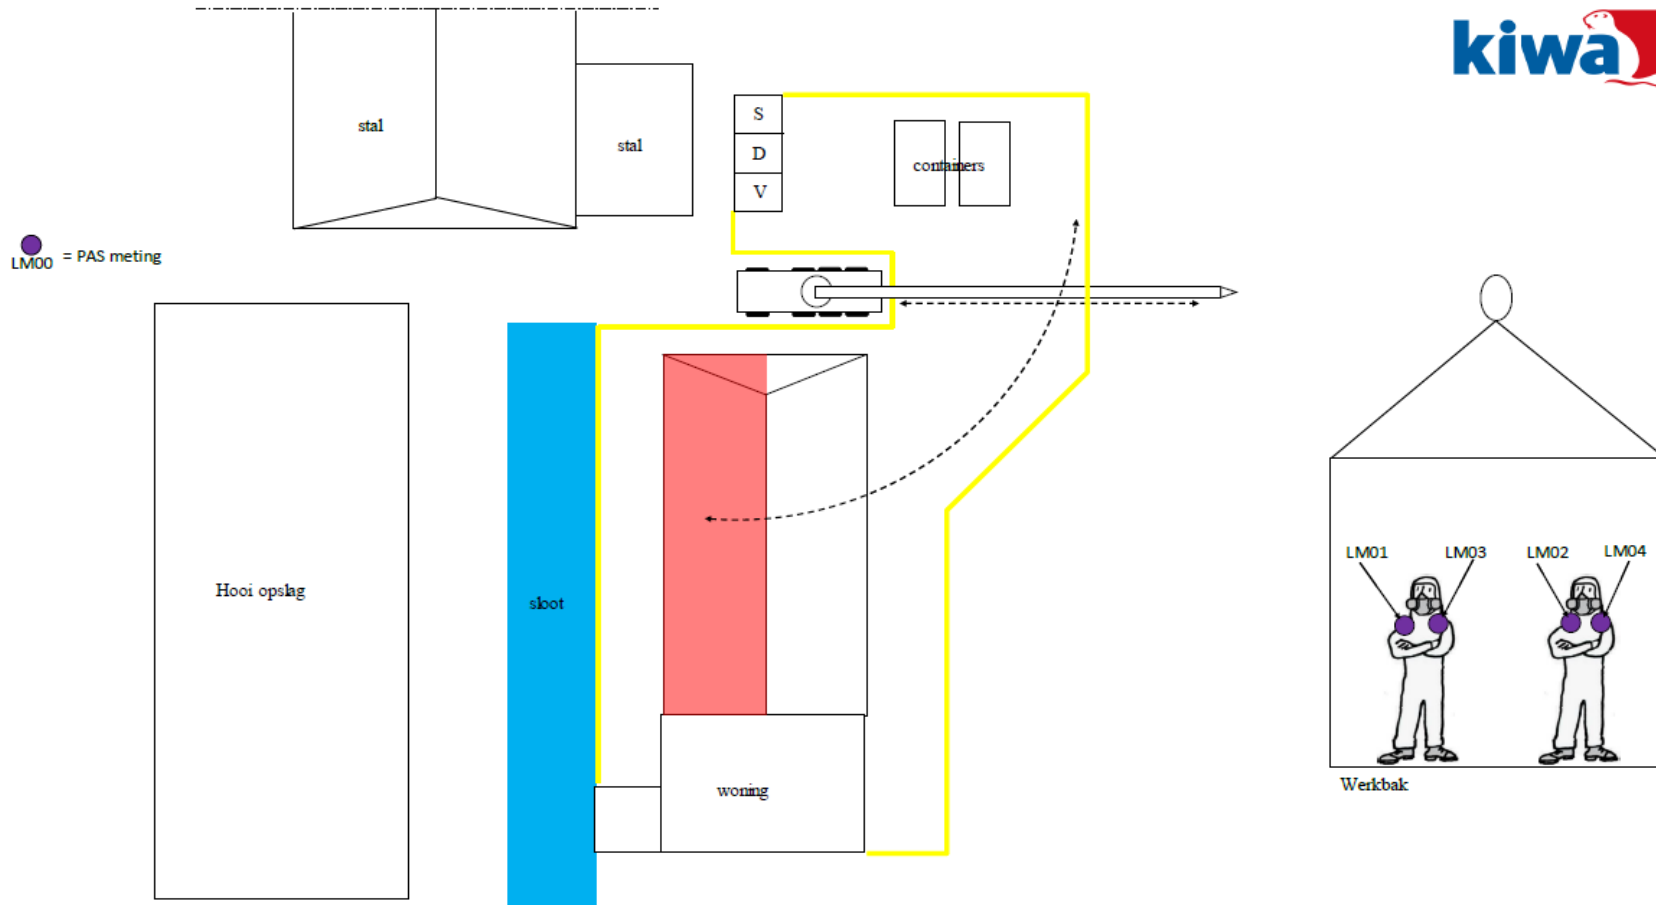 kiwa
stal
stal
S
D
V
containers
LM00 = PAS meting
Hooi opslag
sloot
woning
LM01
LM03
LM02
LM04
Werkbak